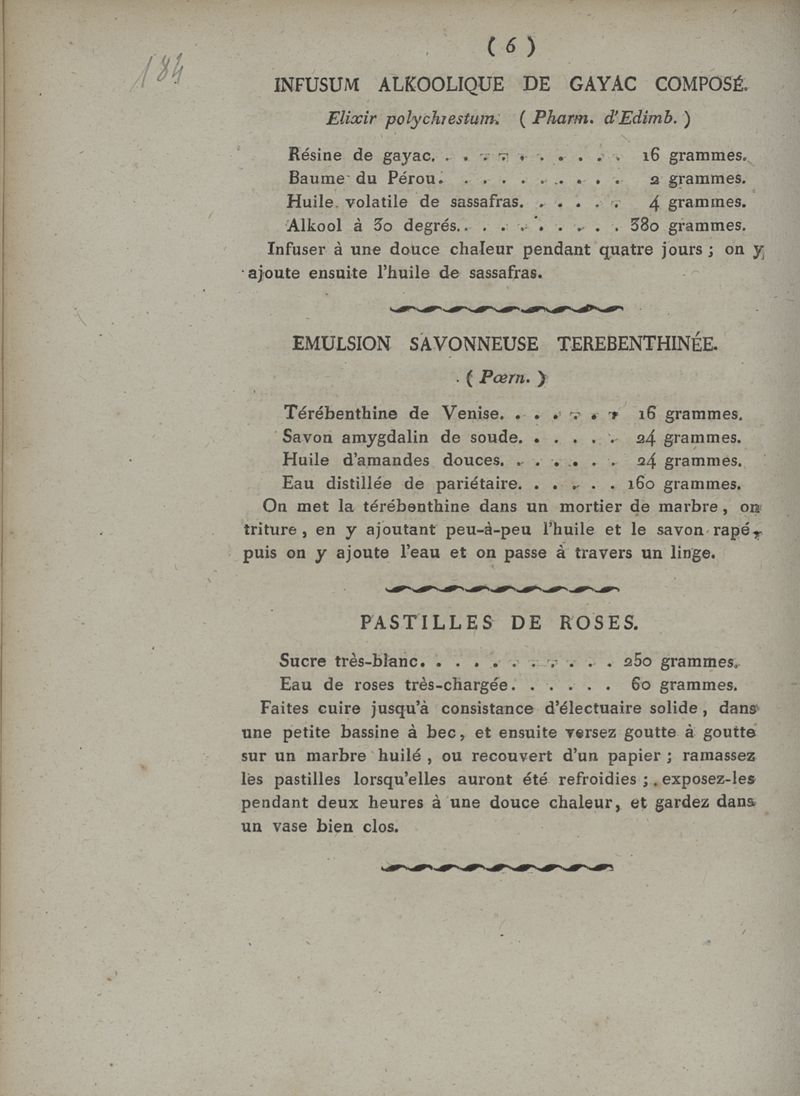 184
( 6 )
INFUSUM ALKOOLIQUE DE GAYAC COMPOSÉ.
Elixir polychrestum. ( Pharm. d'Edimb. )
Résine de gayac. . . . . . . . . . . 16 grammes.
Baume du Pérou. . . . . . . . . . 2 grammes.
Huile volatile de sassafras. . . . . . 4 grammes.
Alkool à 30 degrés. . . . . . . . . 380 grammes.
Infuser à une douce chaleur pendant quatre jours ; on y
ajoute ensuite l'huile de sassafras.
EMULSION SAVONNEUSE TEREBENTHINÉE.
( Pœrn. )
Térébenthine de Venise. . . . . . . 16 grammes.
Savon amygdalin de soude. . . . . . 24 grammes.
Huile d'amandes douces. . . . . . . 24 grammes.
Eau distillée de pariétaire. . . . . . 160 grammes.
On met la térébenthine dans un mortier de marbre, on
triture, en y ajoutant peu-à-peu l'huile et le savon rapé,
puis on y ajoute l'eau et on passe à travers un linge.
PASTILLES DE ROSES.
Sucre très-blanc. . . . . . . . . . . 250 grammes.
Eau de roses très-chargée. . . . . . 60 grammes.
Faites cuire jusqu'à consistance d'électuaire solide, dans
une petite bassine à bec, et ensuite versez goutte à goutte
sur un marbre huilé, ou recouvert d'un papier ; ramassez
les pastilles lorsqu'elles auront été refroidies ; exposez-les
pendant deux heures à une douce chaleur, et gardez dans
un vase bien clos.